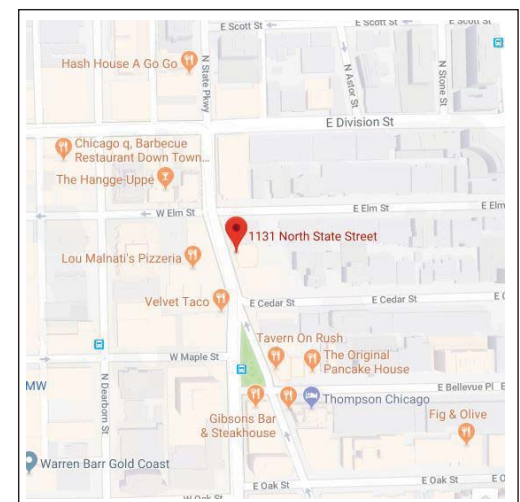 E Scott St
E Scott St
E Scott St
Hash House A Go Go
N State Pkwy
N Astor St
N Stone St
E Division St
Chicago q, Barbecue
Restaurant Down Town...
The Hangge-Uppe
W Elm St
E Elm St
E Elm
1131 North State Street
Lou Malnati's Pizzeria
Velvet Taco
E Cedar St
E Cedar St
E C
Tavern On Rush
W Maple St
The Original
Pancake House
MW
N Dearborn St
E Bellevue Pl
E
Thompson Chicago
Gibsons Bar
& Steakhouse
Fig & Olive
Warren Barr Gold Coast
E Oak St
E Oak St
W Oak St